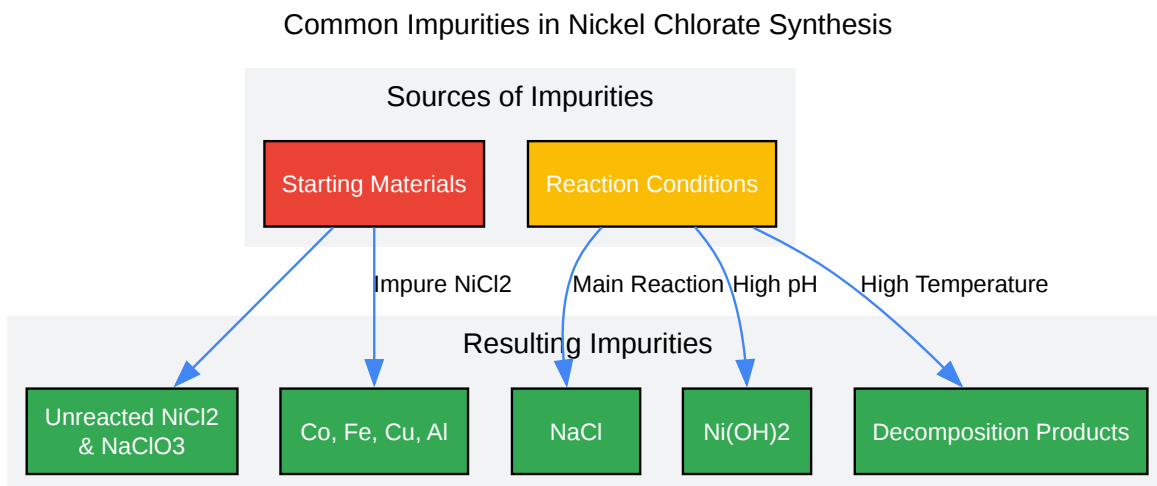 Common Impurities in Nickel Chlorate Synthesis
Sources of Impurities
Starting Materials
Reaction Conditions
Impure NiCl2
Main Reaction
High pH
High Temperature
Resulting Impurities
Unreacted NiCl2
& NaClO3
Co, Fe, Cu, Al
NaCl
Ni(OH)2
Decomposition Products